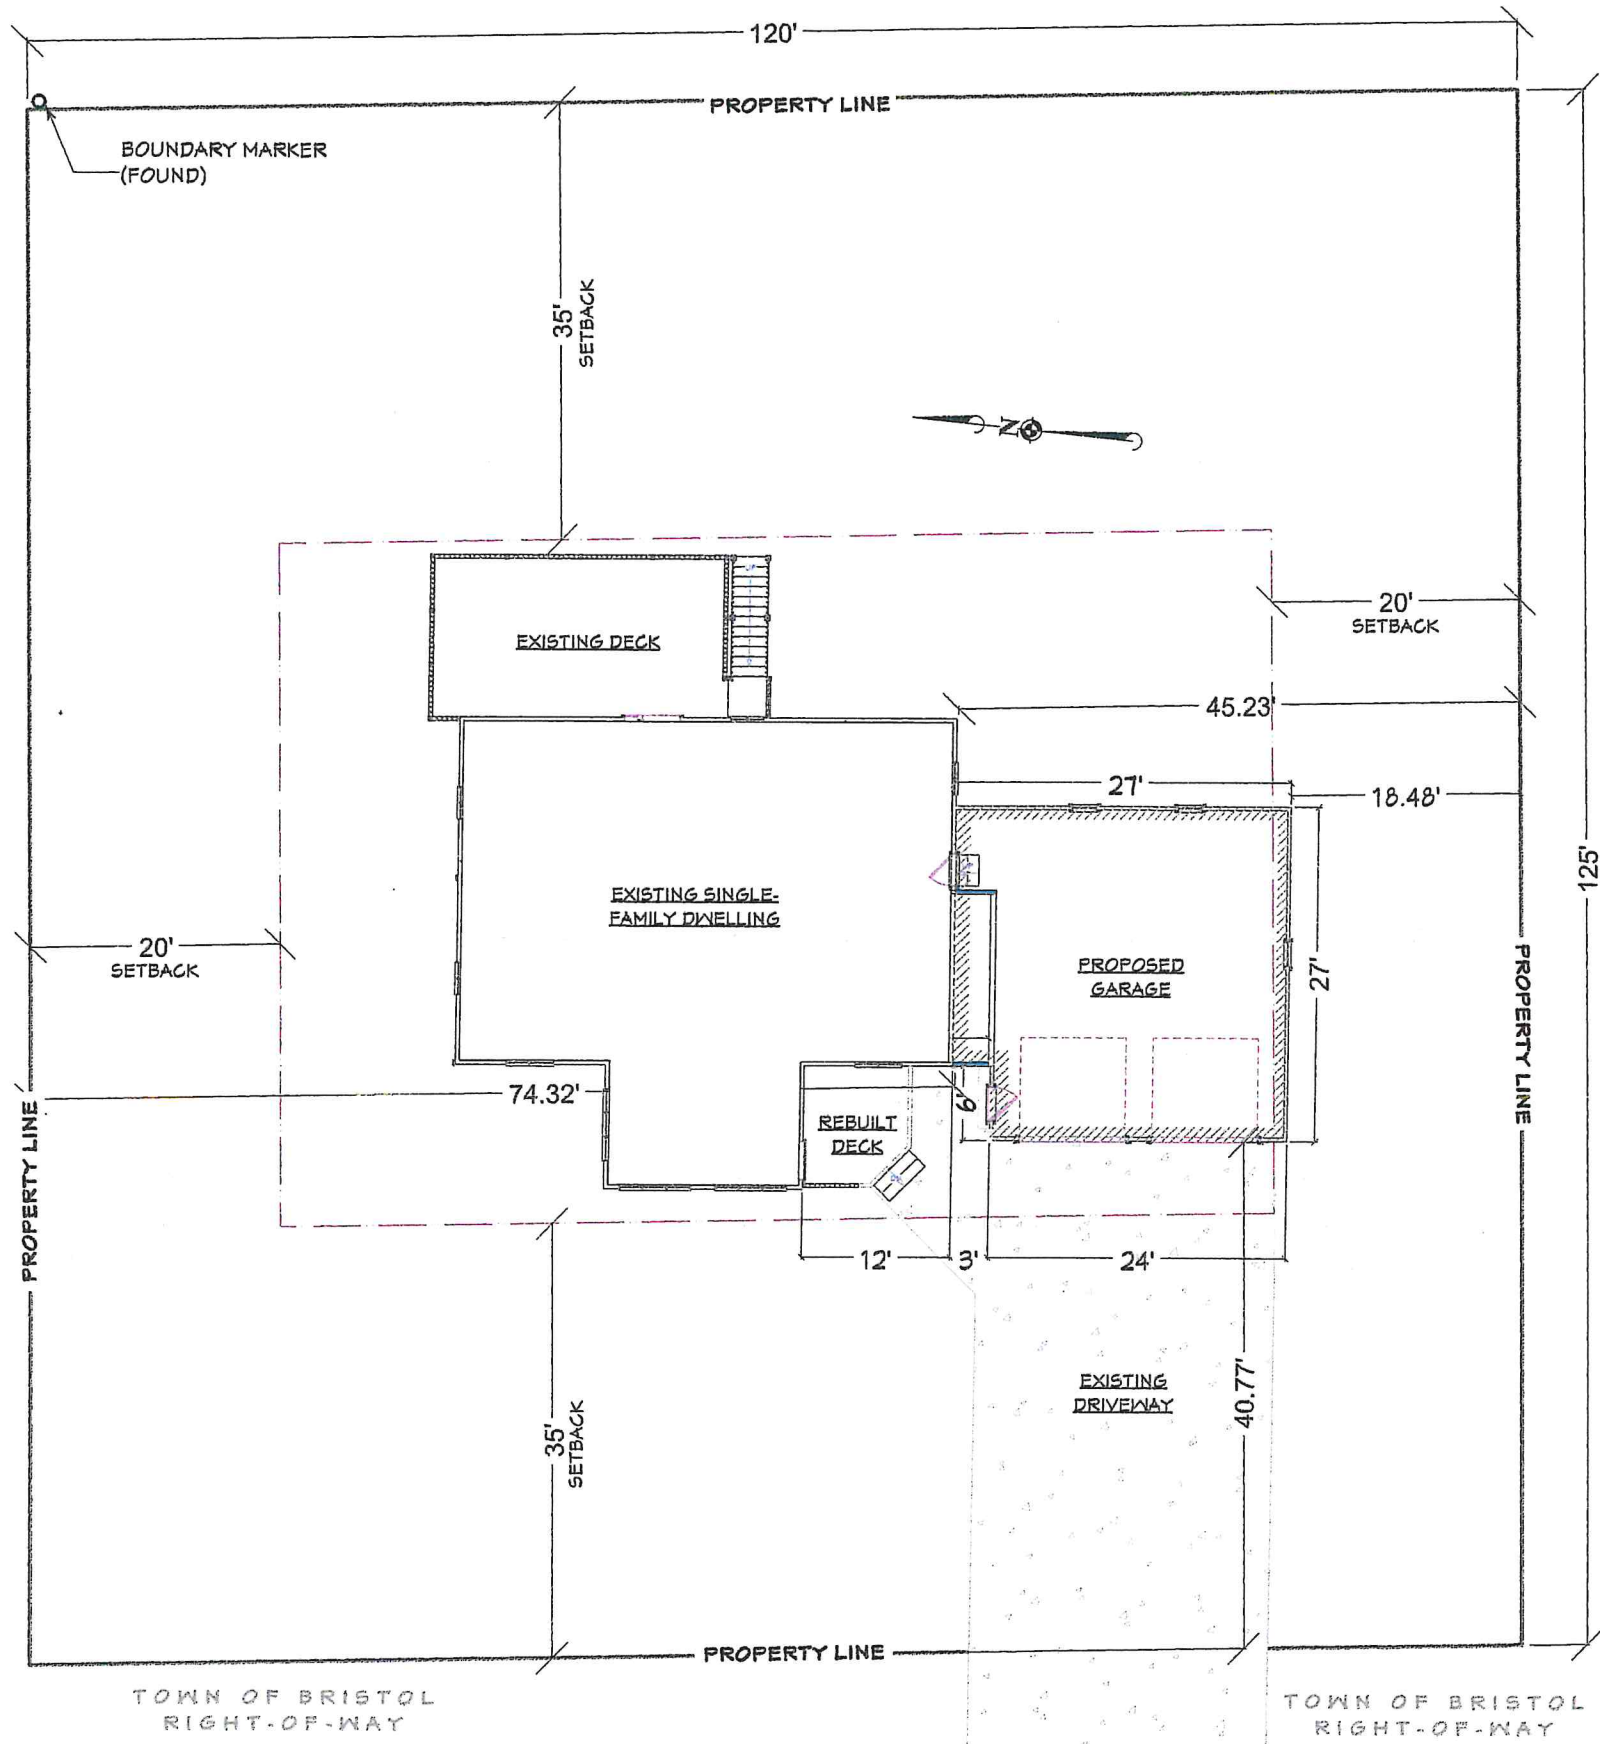 120'
PROPERTY LINE
BOUNDARY MARKER
(FOUND)
35'
SETBACK
N
20'
SETBACK
EXISTING DECK
45.23'
27'
18.48'
125'
EXISTING SINGLE-
FAMILY DWELLING
20'
SETBACK
PROPOSED
GARAGE
27'
PROPERTY LINE
74.32'
6'
REBUILT
DECK
PROPERTY LINE
12'
3'
24'
EXISTING
DRIVEWAY
40.77'
35'
SETBACK
PROPERTY LINE
TOWN OF BRISTOL
RIGHT-OF-WAY
TOWN OF BRISTOL
RIGHT-OF-WAY